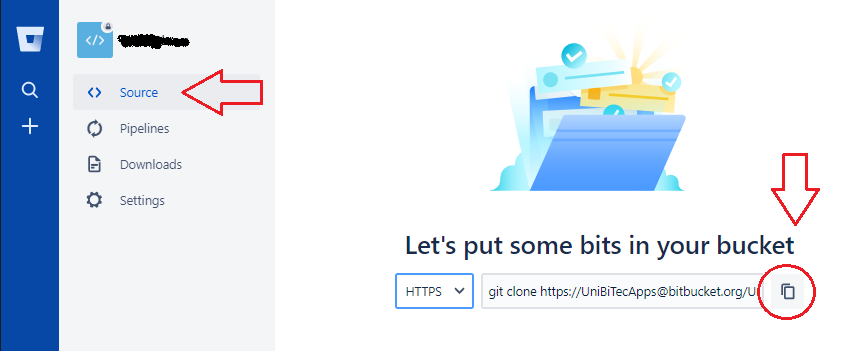 Source
Pipelines
Downloads
Settings
Let's put some bits in your bucket
HTTPS
git clone https://UniBiTecApps@bitbucket.org/U